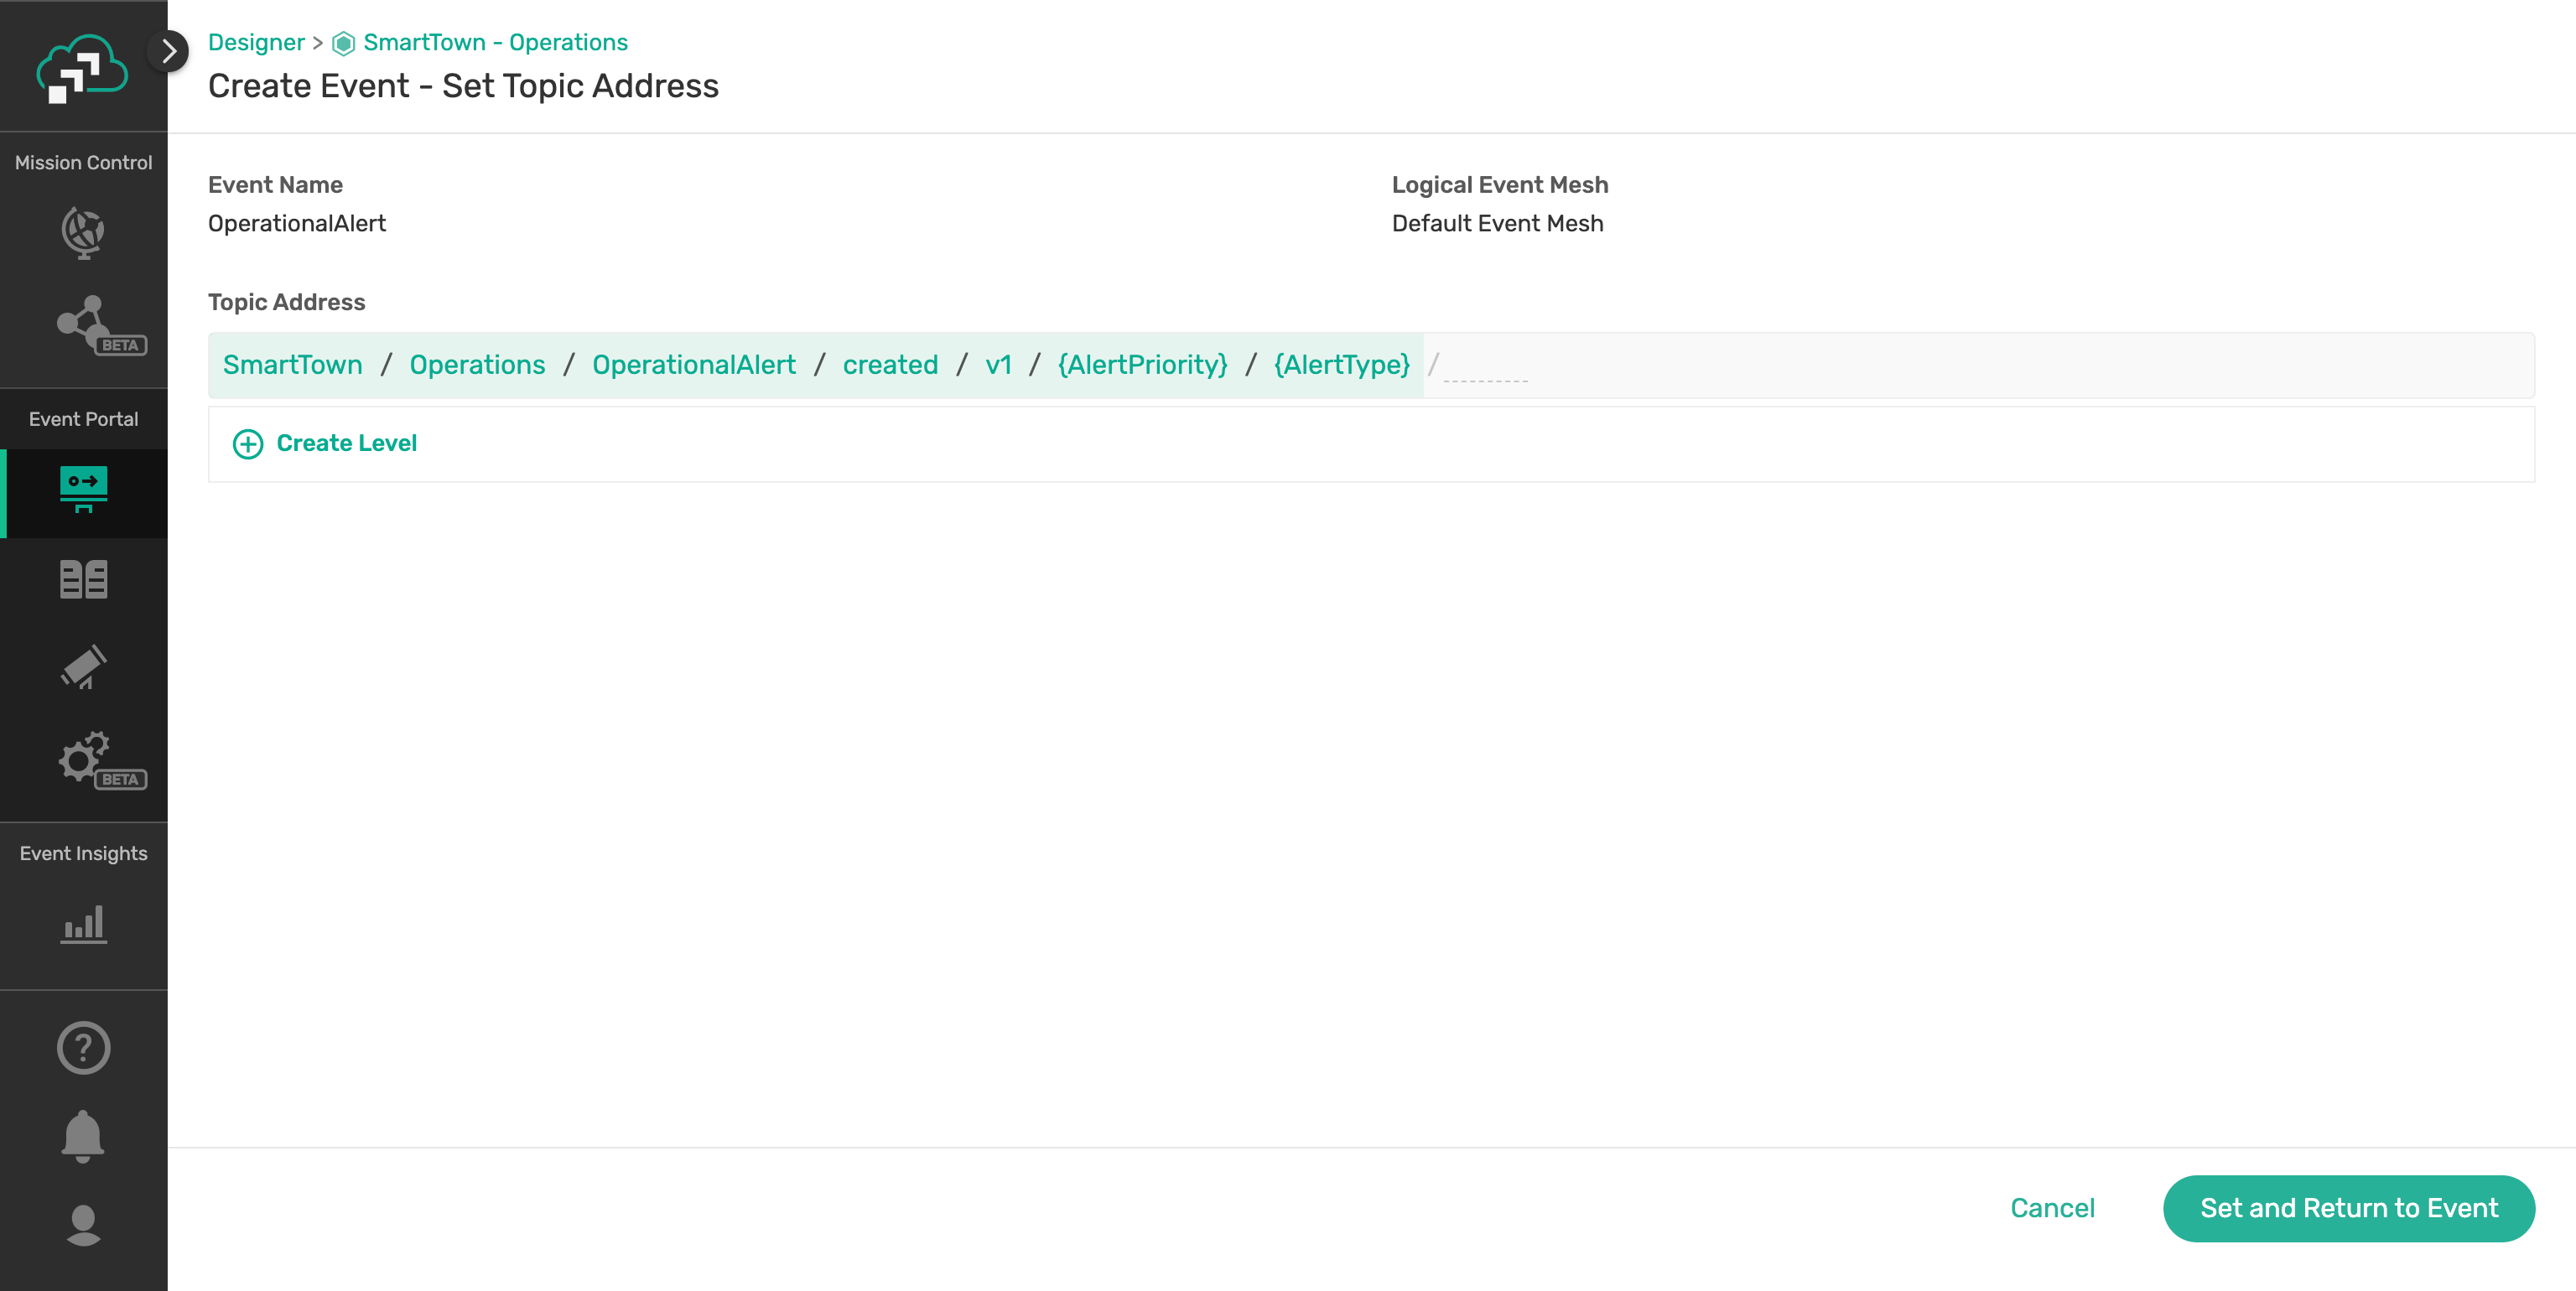 Designer > SmartTown - Operations
Create Event - Set Topic Address
Mission Control
BETA
Event Portal
BETA
Event Insights
Event Name
OperationalAlert
Logical Event Mesh
Default Event Mesh
Topic Address
SmartTown / Operations / OperationalAlert / created / v1 / {AlertPriority} / {AlertType} /
Create Level
Cancel
Set and Return to Event